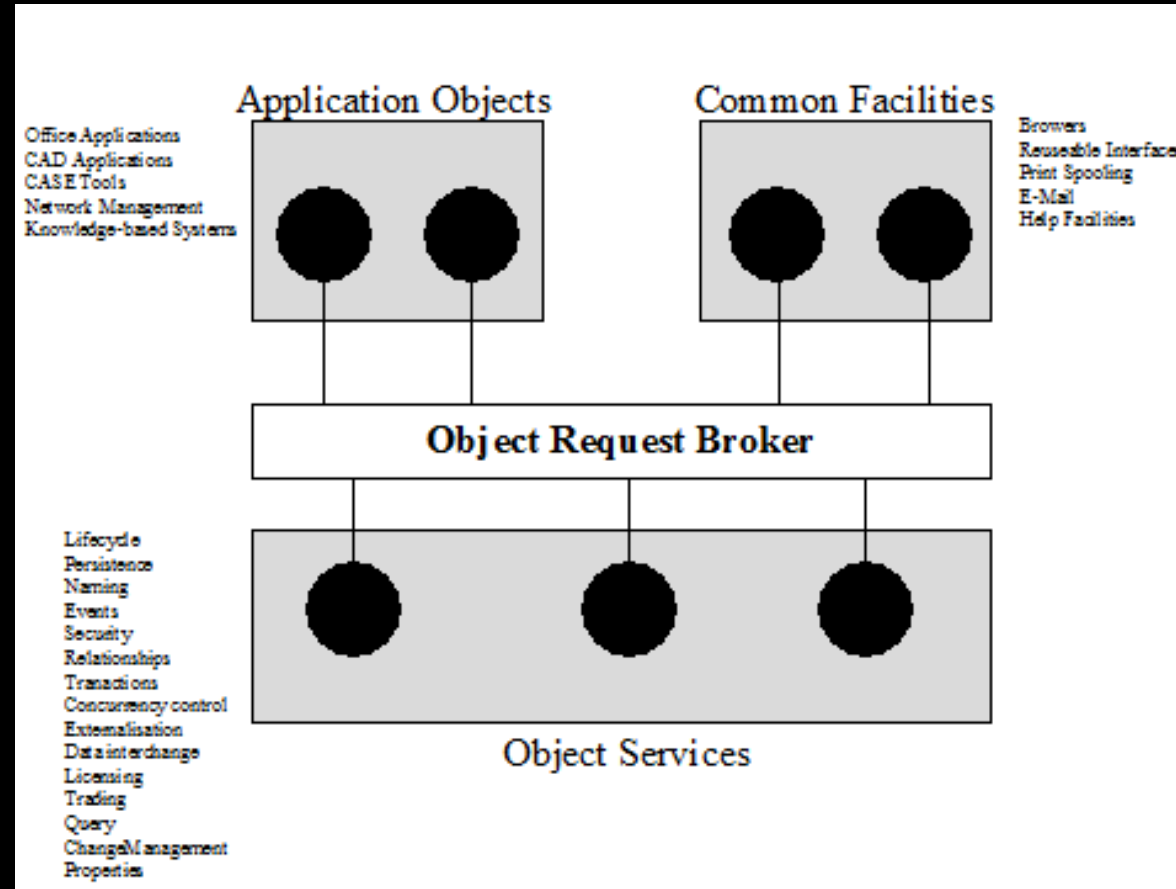 Application Objects
Common Facilities
Office Applications
CAD Applications
CASE Tools
Network Management
Knowledge-based Systems
Browers
Reuseable Interface
Print Spooling
E-Mail
Help Facilities
Object Request Broker
Lifecycle
Persistence
Naming
Events
Security
Relationships
Tranactions
Concurrency control
Externalisation
Data interchange
Licensing
Trading
Query
ChangeManagement
Properties
Object Services